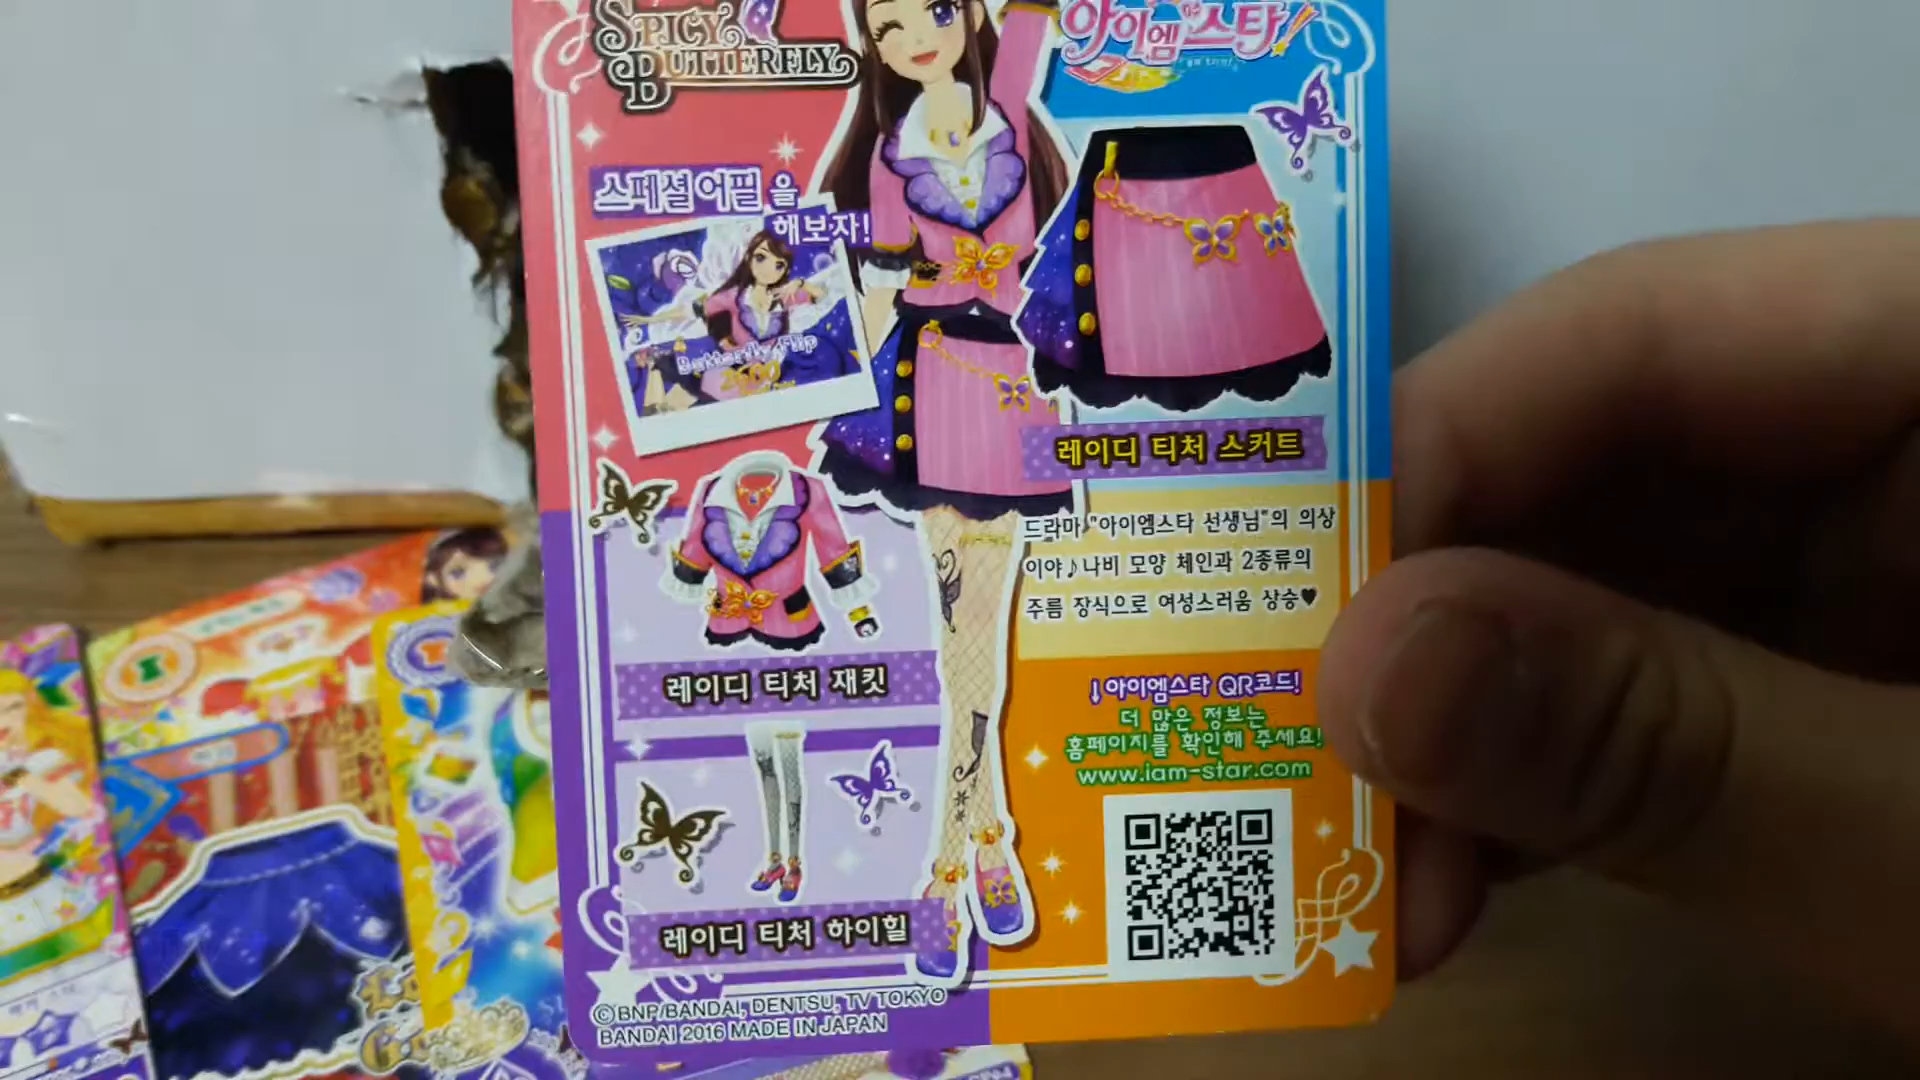 SPICY
BUTTERFLY
아이엠스타!
스페셜어필을
해보자!
Butterfly Flip
2600
레이디 티처 스커트
드라마 "아이엠스타 선생님"의 의상
이야♪나비 모양 체인과 2종류의
주름 장식으로 여성스러움 상승♥
레이디 티처 재킷
↓아이엠스타 QR코드!
더 많은 정보는
홈페이지를 확인해 주세요!
www.iam-star.com
레이디 티처 하이힐
©BNP/BANDAI, DENTSU, TV TOKYO
BANDAI 2016 MADE IN JAPAN